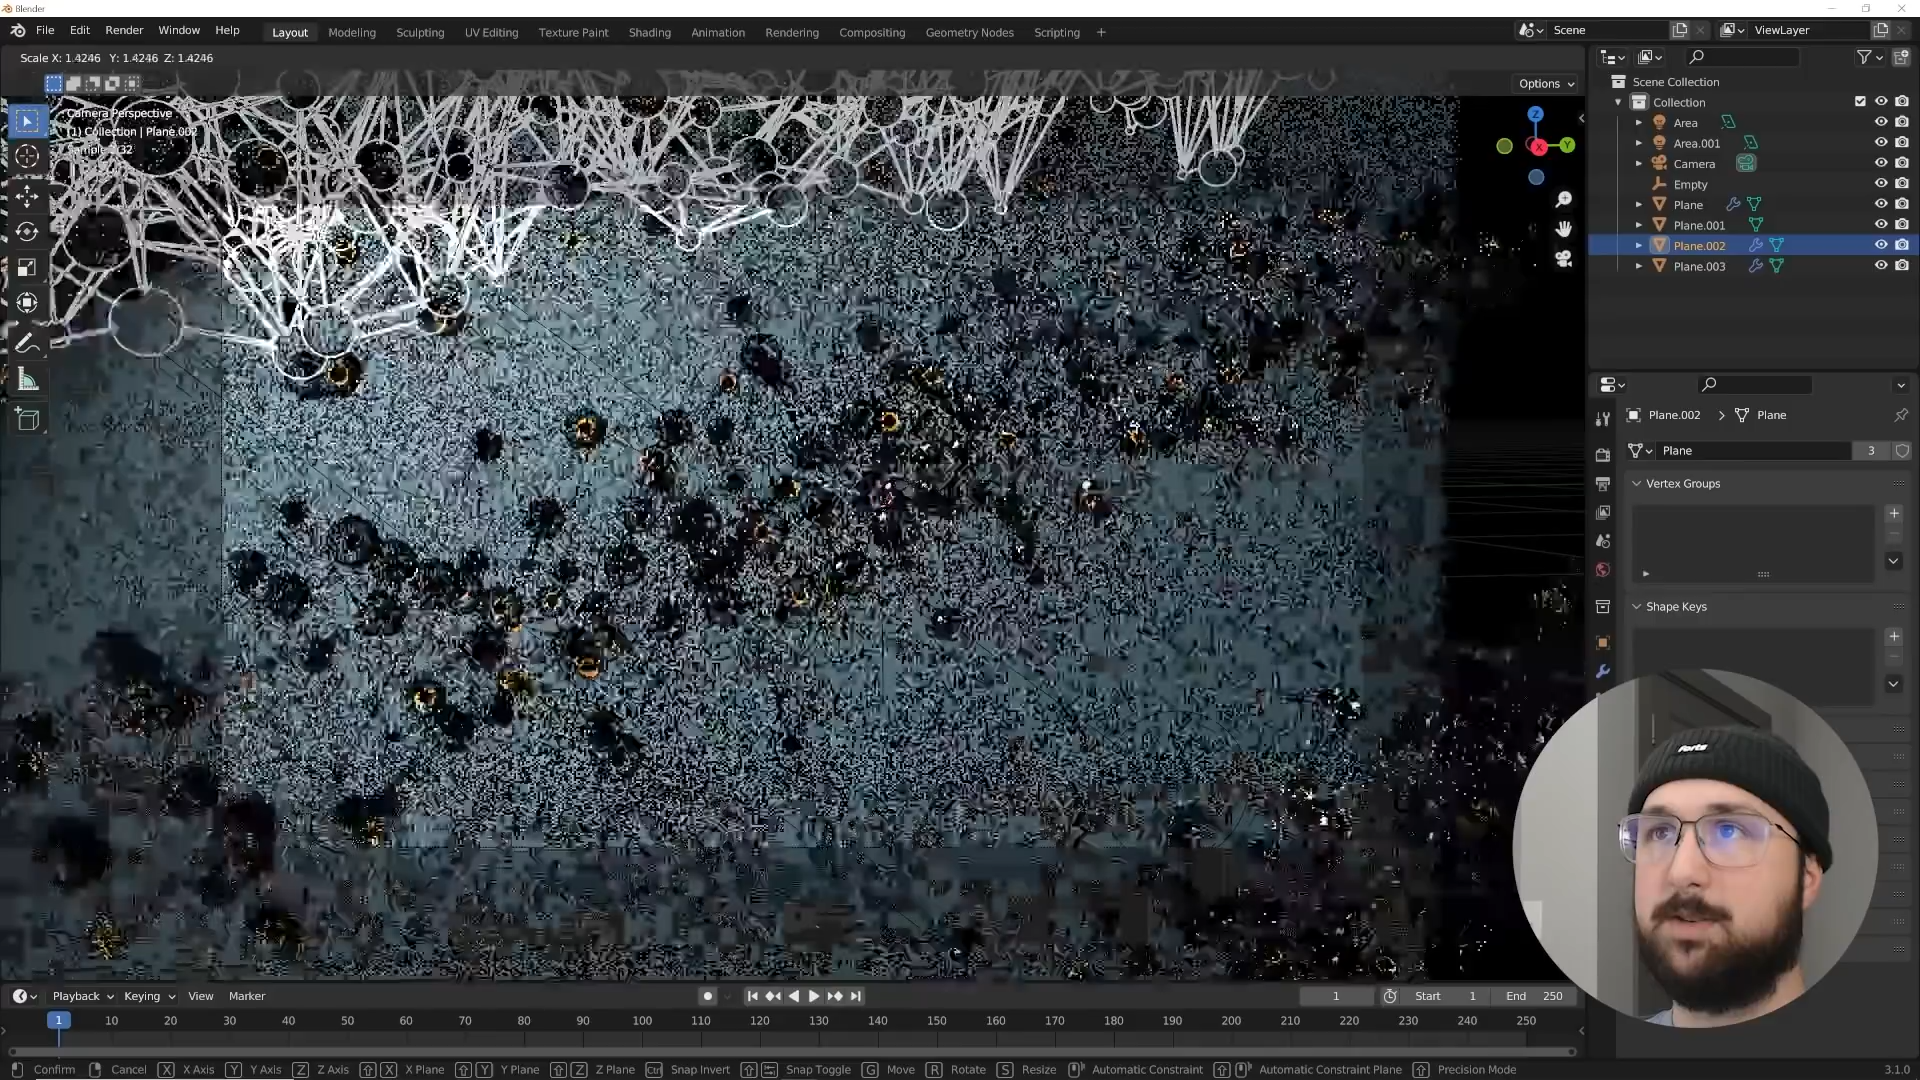 Blender
File Edit Render Window Help Layout Modeling Sculpting UV Editing Texture Paint Shading Animation Rendering Compositing Geometry Nodes Scripting + Scene ViewLayer
Scale X: 1.4246 Y: 1.4246 Z: 1.4246
Options
Camera Perspective
(1) Collection | Plane.002
Z
X
Y
Scene Collection
Collection
Area
Area.001
Camera
Empty
Plane
Plane.001
Plane.002
Plane.003
Plane.002 > Plane
Plane 3
Vertex Groups
Shape Keys
forts
Playback Keying View Marker 1 Start 1 End 250
1 10 20 30 40 50 60 70 80 90 100 110 120 130 140 150 160 170 180 190 200 210 220 230 240 250
Confirm Cancel X X Axis Y Y Axis Z Z Axis X X Plane Y Y Plane Z Z Plane Ctrl Snap Invert Snap Toggle G Move R Rotate S Resize Automatic Constraint Automatic Constraint Plane Precision Mode 3.1.0